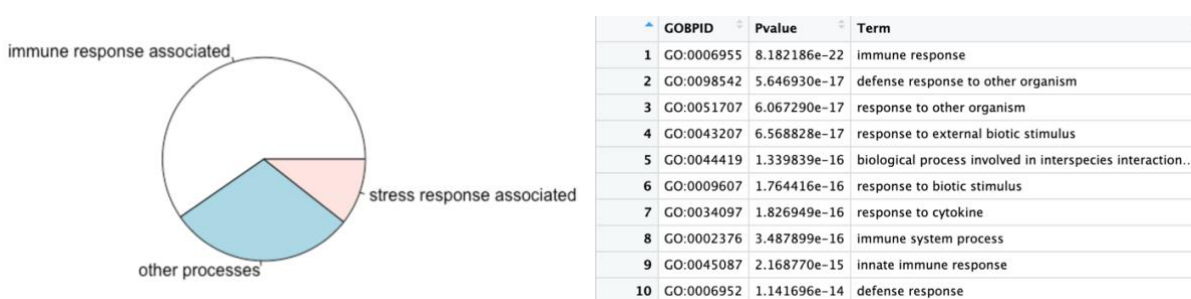 immune response associated
stress response associated
other processes
GOBPID Pvalue Term
1 GO:0006955 8.182186e-22 immune response
2 GO:0098542 5.646930e-17 defense response to other organism
3 GO:0051707 6.067290e-17 response to other organism
4 GO:0043207 6.568828e-17 response to external biotic stimulus
5 GO:0044419 1.339839e-16 biological process involved in interspecies interaction..
6 GO:0009607 1.764416e-16 response to biotic stimulus
7 GO:0034097 1.826949e-16 response to cytokine
8 GO:0002376 3.487899e-16 immune system process
9 GO:0045087 2.168770e-15 innate immune response
10 GO:0006952 1.141696e-14 defense response